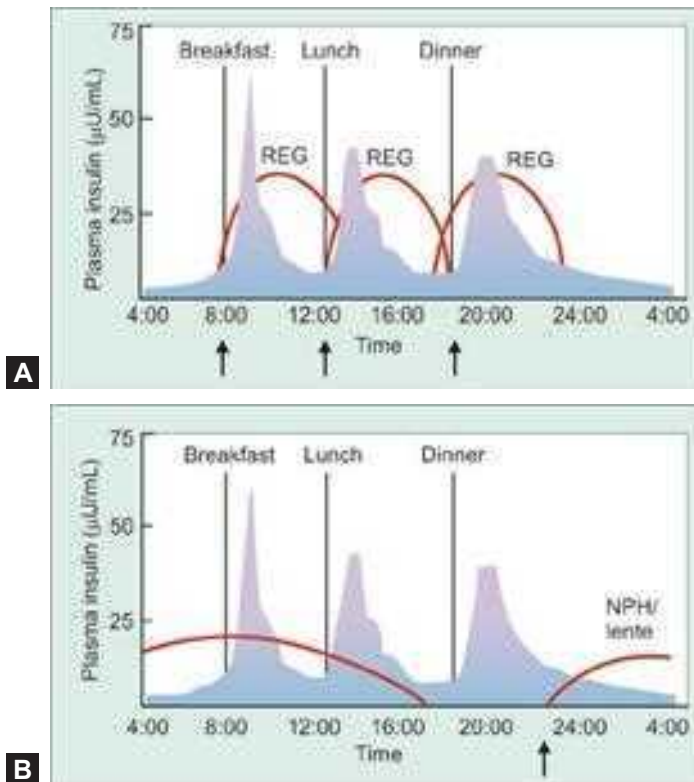 75
Breakfast Lunch Dinner
50
REG REG REG
25
Plasma insulin (µU/mL)
4:00 8:00 12:00 16:00 20:00 24:00 4:00
Time
A
75
Breakfast Lunch Dinner
50
NPH/
lente
25
Plasma insulin (µU/mL)
4:00 8:00 12:00 16:00 20:00 24:00 4:00
Time
B